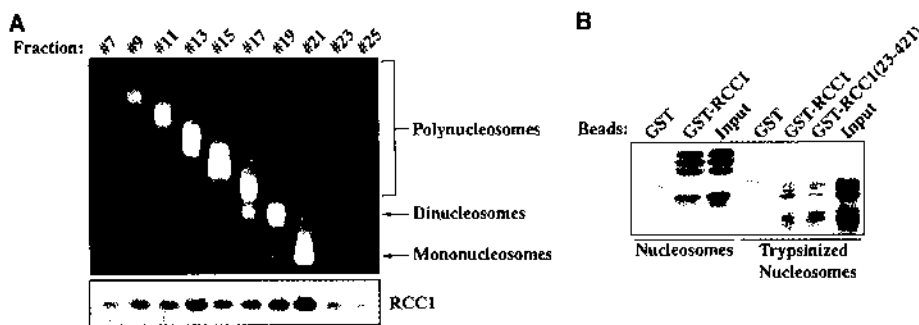 A
Fraction: #7 #9 #11 #13 #15 #17 #19 #21 #23 #25
Polynucleosomes
Dinucleosomes
Mononucleosomes
RCC1
B
Beads: GST GST-RCC1 Input GST GST-RCC1 GST-RCC1(23-421) Input
Nucleosomes
Trypsinized
Nucleosomes